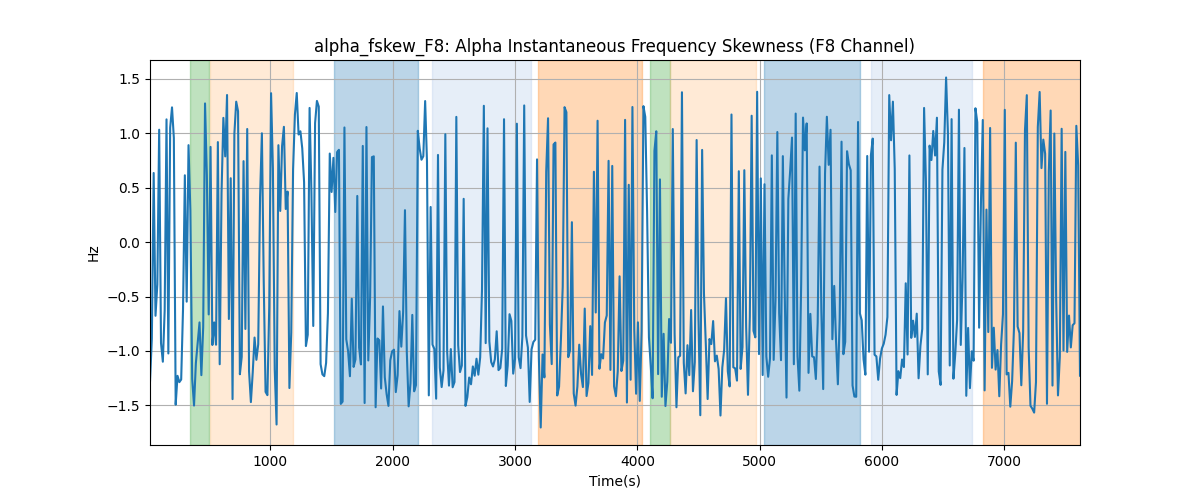 alpha_fskew_F8: Alpha Instantaneous Frequency Skewness (F8 Channel)
1.5
1.0
0.5
0.0
−0.5
−1.0
−1.5
Hz
1000 2000 3000 4000 5000 6000 7000
Time(s)